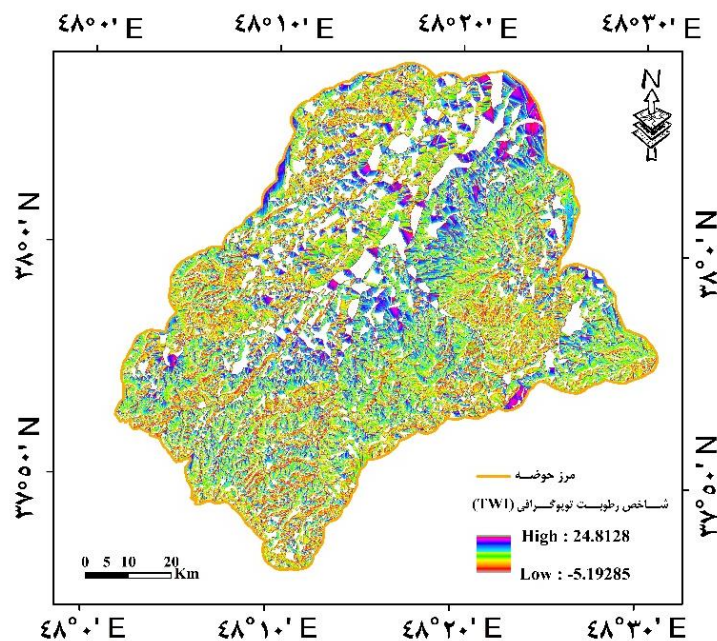 ۴۸°۰' E
۴۸°۱۰' E
۴۸°۲۰' E
۴۸°۳۰' E
N
۳۸°۰' N
۳۸°۰' N
۳۷°۵۰' N
۳۷°۵۰' N
مرز حوضه
شاخص رطوبت توپوگرافی (TWI)
High : 24.8128
Low : -5.19285
0 5 10 20
Km
۴۸°۰' E
۴۸°۱۰' E
۴۸°۲۰' E
۴۸°۳۰' E